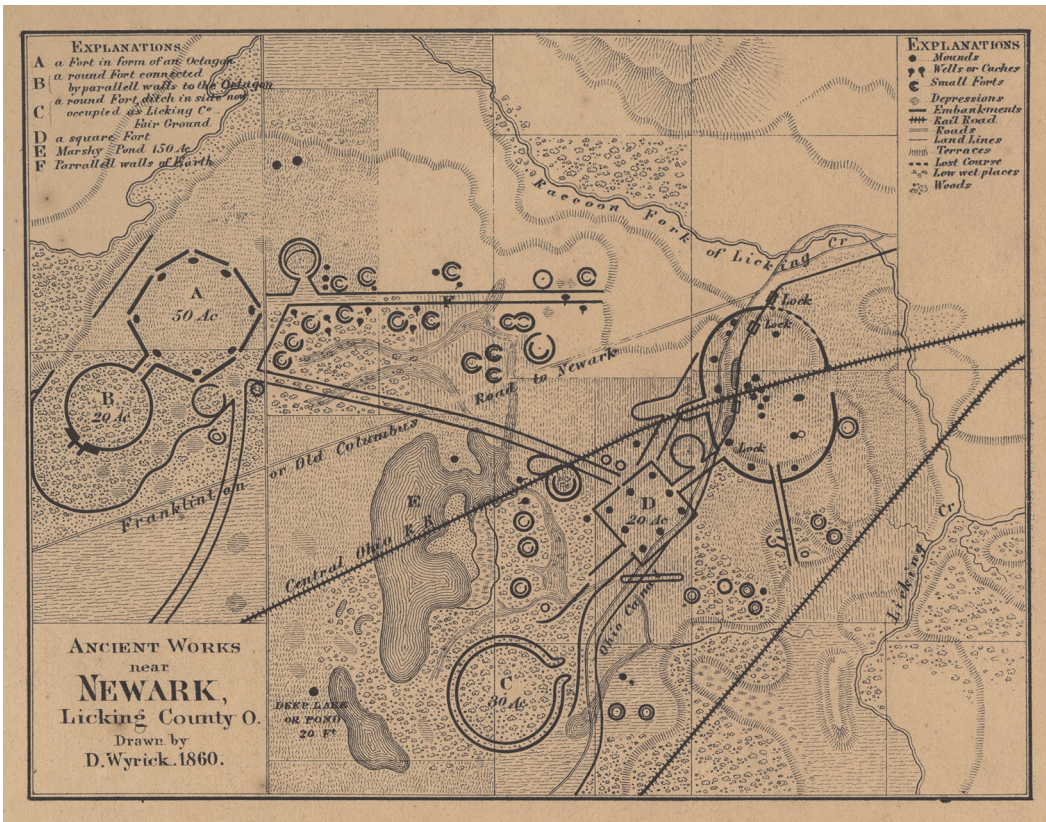 EXPLANATIONS
A a Fort in form of an Octagon
B a round Fort connected
by parallell walls to the Octagon
C a round Fort, ditch in side now
occupied as Licking Co
Fair Ground
D a square Fort
E Marshy Pond 150 Ac
F Parrallell walls of Earth
EXPLANATIONS
Mounds
Wells or Caches
Small Forts
Depressions
Embankments
Rail Road
Roads
Land Lines
Terraces
Lost Course
Low wet places
Woods
Raccoon Fork of Licking Cr
A
50 Ac
F
Lock
Lock
Road to Newark
B
20 Ac
Franklinton or Old Columbus
Lock
E
D
20 Ac
Central Ohio R R
Licking Cr
Ohio Canal
C
30 Ac
DEEP LAKE
OR POND
20 Ft
ANCIENT WORKS
near
NEWARK,
Licking County O.
Drawn by
D. Wyrick. 1860.